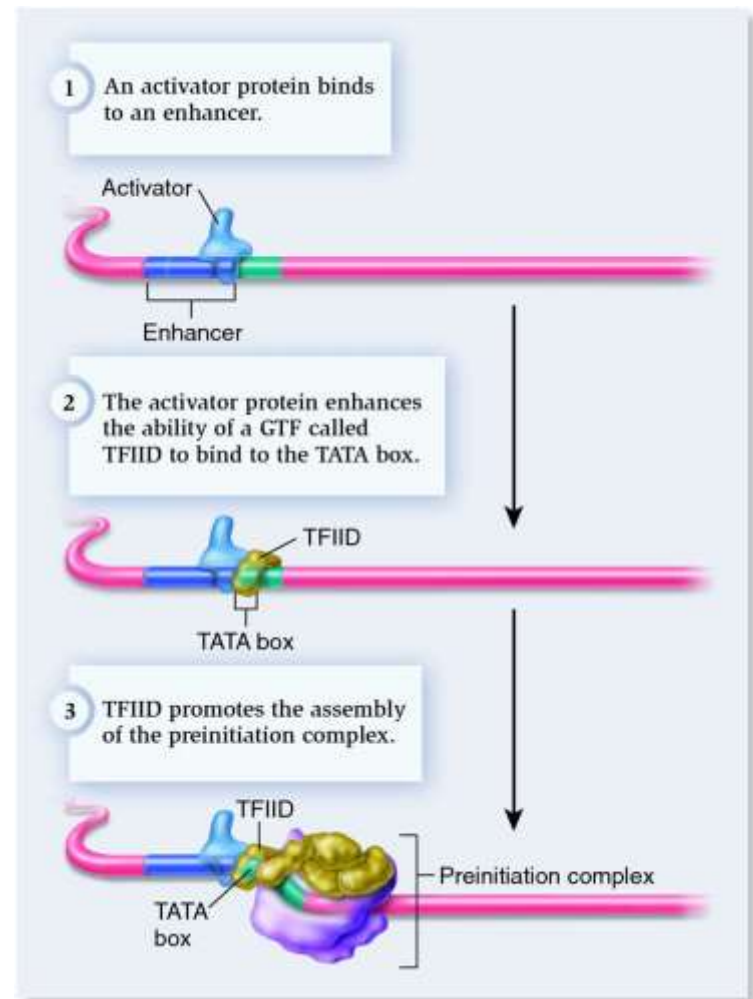 1 An activator protein binds
to an enhancer.
Activator
Enhancer
2 The activator protein enhances
the ability of a GTF called
TFIID to bind to the TATA box.
TFIID
TATA box
3 TFIID promotes the assembly
of the preinitiation complex.
TFIID
Preinitiation complex
TATA
box